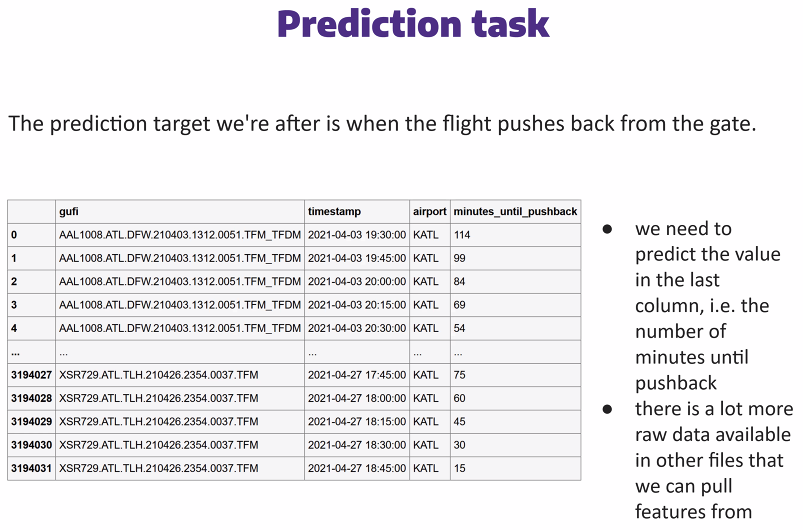 Prediction task
The prediction target we're after is when the flight pushes back from the gate.
gufi timestamp airport minutes_until_pushback
0 AAL1008.ATL.DFW.210403.1312.0051.TFM_TFDM 2021-04-03 19:30:00 KATL 114
1 AAL1008.ATL.DFW.210403.1312.0051.TFM_TFDM 2021-04-03 19:45:00 KATL 99
2 AAL1008.ATL.DFW.210403.1312.0051.TFM_TFDM 2021-04-03 20:00:00 KATL 84
3 AAL1008.ATL.DFW.210403.1312.0051.TFM_TFDM 2021-04-03 20:15:00 KATL 69
4 AAL1008.ATL.DFW.210403.1312.0051.TFM_TFDM 2021-04-03 20:30:00 KATL 54
... ... ... ... ...
3194027 XSR729.ATL.TLH.210426.2354.0037.TFM 2021-04-27 17:45:00 KATL 75
3194028 XSR729.ATL.TLH.210426.2354.0037.TFM 2021-04-27 18:00:00 KATL 60
3194029 XSR729.ATL.TLH.210426.2354.0037.TFM 2021-04-27 18:15:00 KATL 45
3194030 XSR729.ATL.TLH.210426.2354.0037.TFM 2021-04-27 18:30:00 KATL 30
3194031 XSR729.ATL.TLH.210426.2354.0037.TFM 2021-04-27 18:45:00 KATL 15
● we need to
predict the value
in the last
column, i.e. the
number of
minutes until
pushback
● there is a lot more
raw data available
in other files that
we can pull
features from